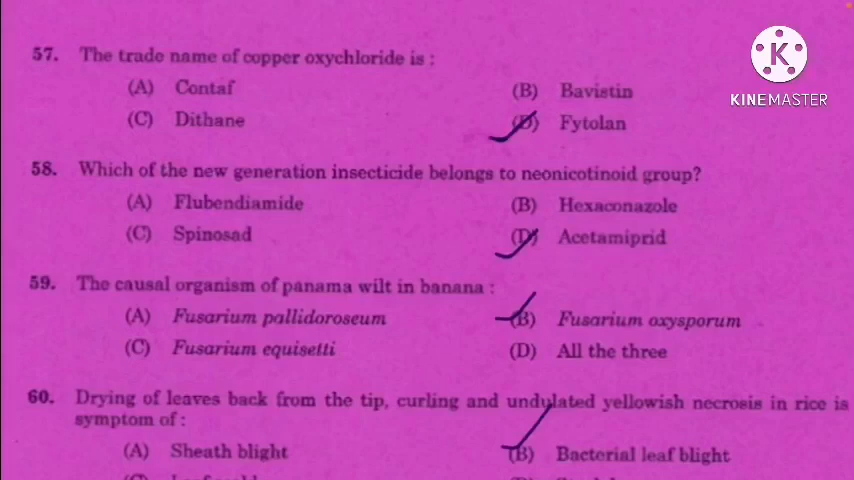 57. The trade name of copper oxychloride is :
(A) Contaf (B) Bavistin
(C) Dithane (D) Fytolan
58. Which of the new generation insecticide belongs to neonicotinoid group?
(A) Flubendiamide (B) Hexaconazole
(C) Spinosad (D) Acetamiprid
59. The causal organism of panama wilt in banana :
(A) Fusarium pallidoroseum (B) Fusarium oxysporum
(C) Fusarium equisetti (D) All the three
60. Drying of leaves back from the tip, curling and undulated yellowish necrosis in rice is
symptom of :
(A) Sheath blight (B) Bacterial leaf blight
K
KINEMASTER